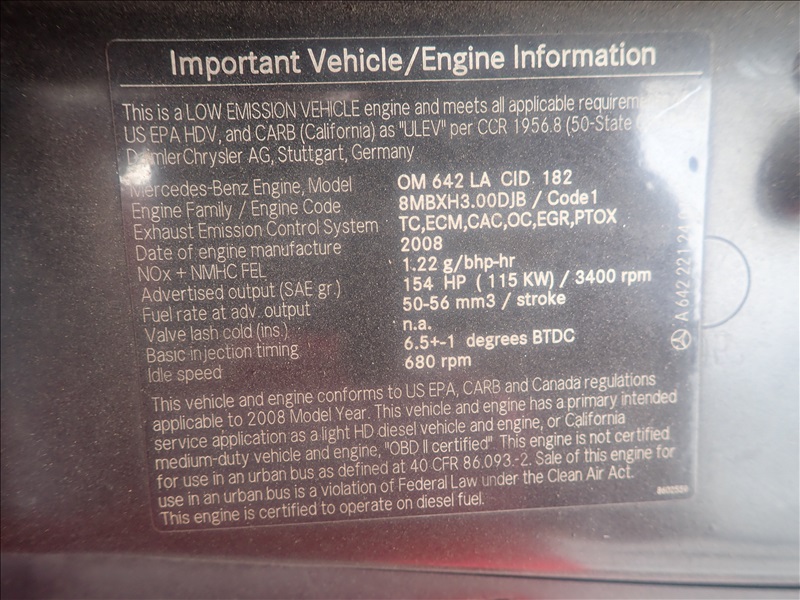 Important Vehicle/Engine Information
This is a LOW EMISSION VEHICLE engine and meets all applicable
US EPA HDV, and CARB (California) as "ULEV" per CCR 1956.8 (50-State
DaimlerChrysler AG, Stuttgart, Germany
Mercedes-Benz Engine, Model OM 642 LA CID 182
Engine Family / Engine Code 8MBXH3.00DJB / Code1
Exhaust Emission Control System TC,ECM,CAC,OC,EGR,PTOX
Date of engine manufacture 2008
NOx + NMHC FEL 1.22 g/bhp-hr
Advertised output (SAE gr.) 154 HP ( 115 KW) / 3400 rpm
Fuel rate at adv. output 50-56 mm3 / stroke
Valve lash cold (ins.) n.a.
Basic injection timing 6.5+-1 degrees BTDC
Idle speed 680 rpm
This vehicle and engine conforms to US EPA, CARB and Canada regulations
applicable to 2008 Model Year. This vehicle and engine has a primary intended
service application as a light HD diesel vehicle and engine, or California
medium-duty vehicle and engine, "OBD II certified". This engine is not certified
for use in an urban bus as defined at 40 CFR 86.093-2. Sale of this engine for
use in an urban bus is a violation of Federal Law under the Clean Air Act.
This engine is certified to operate on diesel fuel.
A 642 221 24